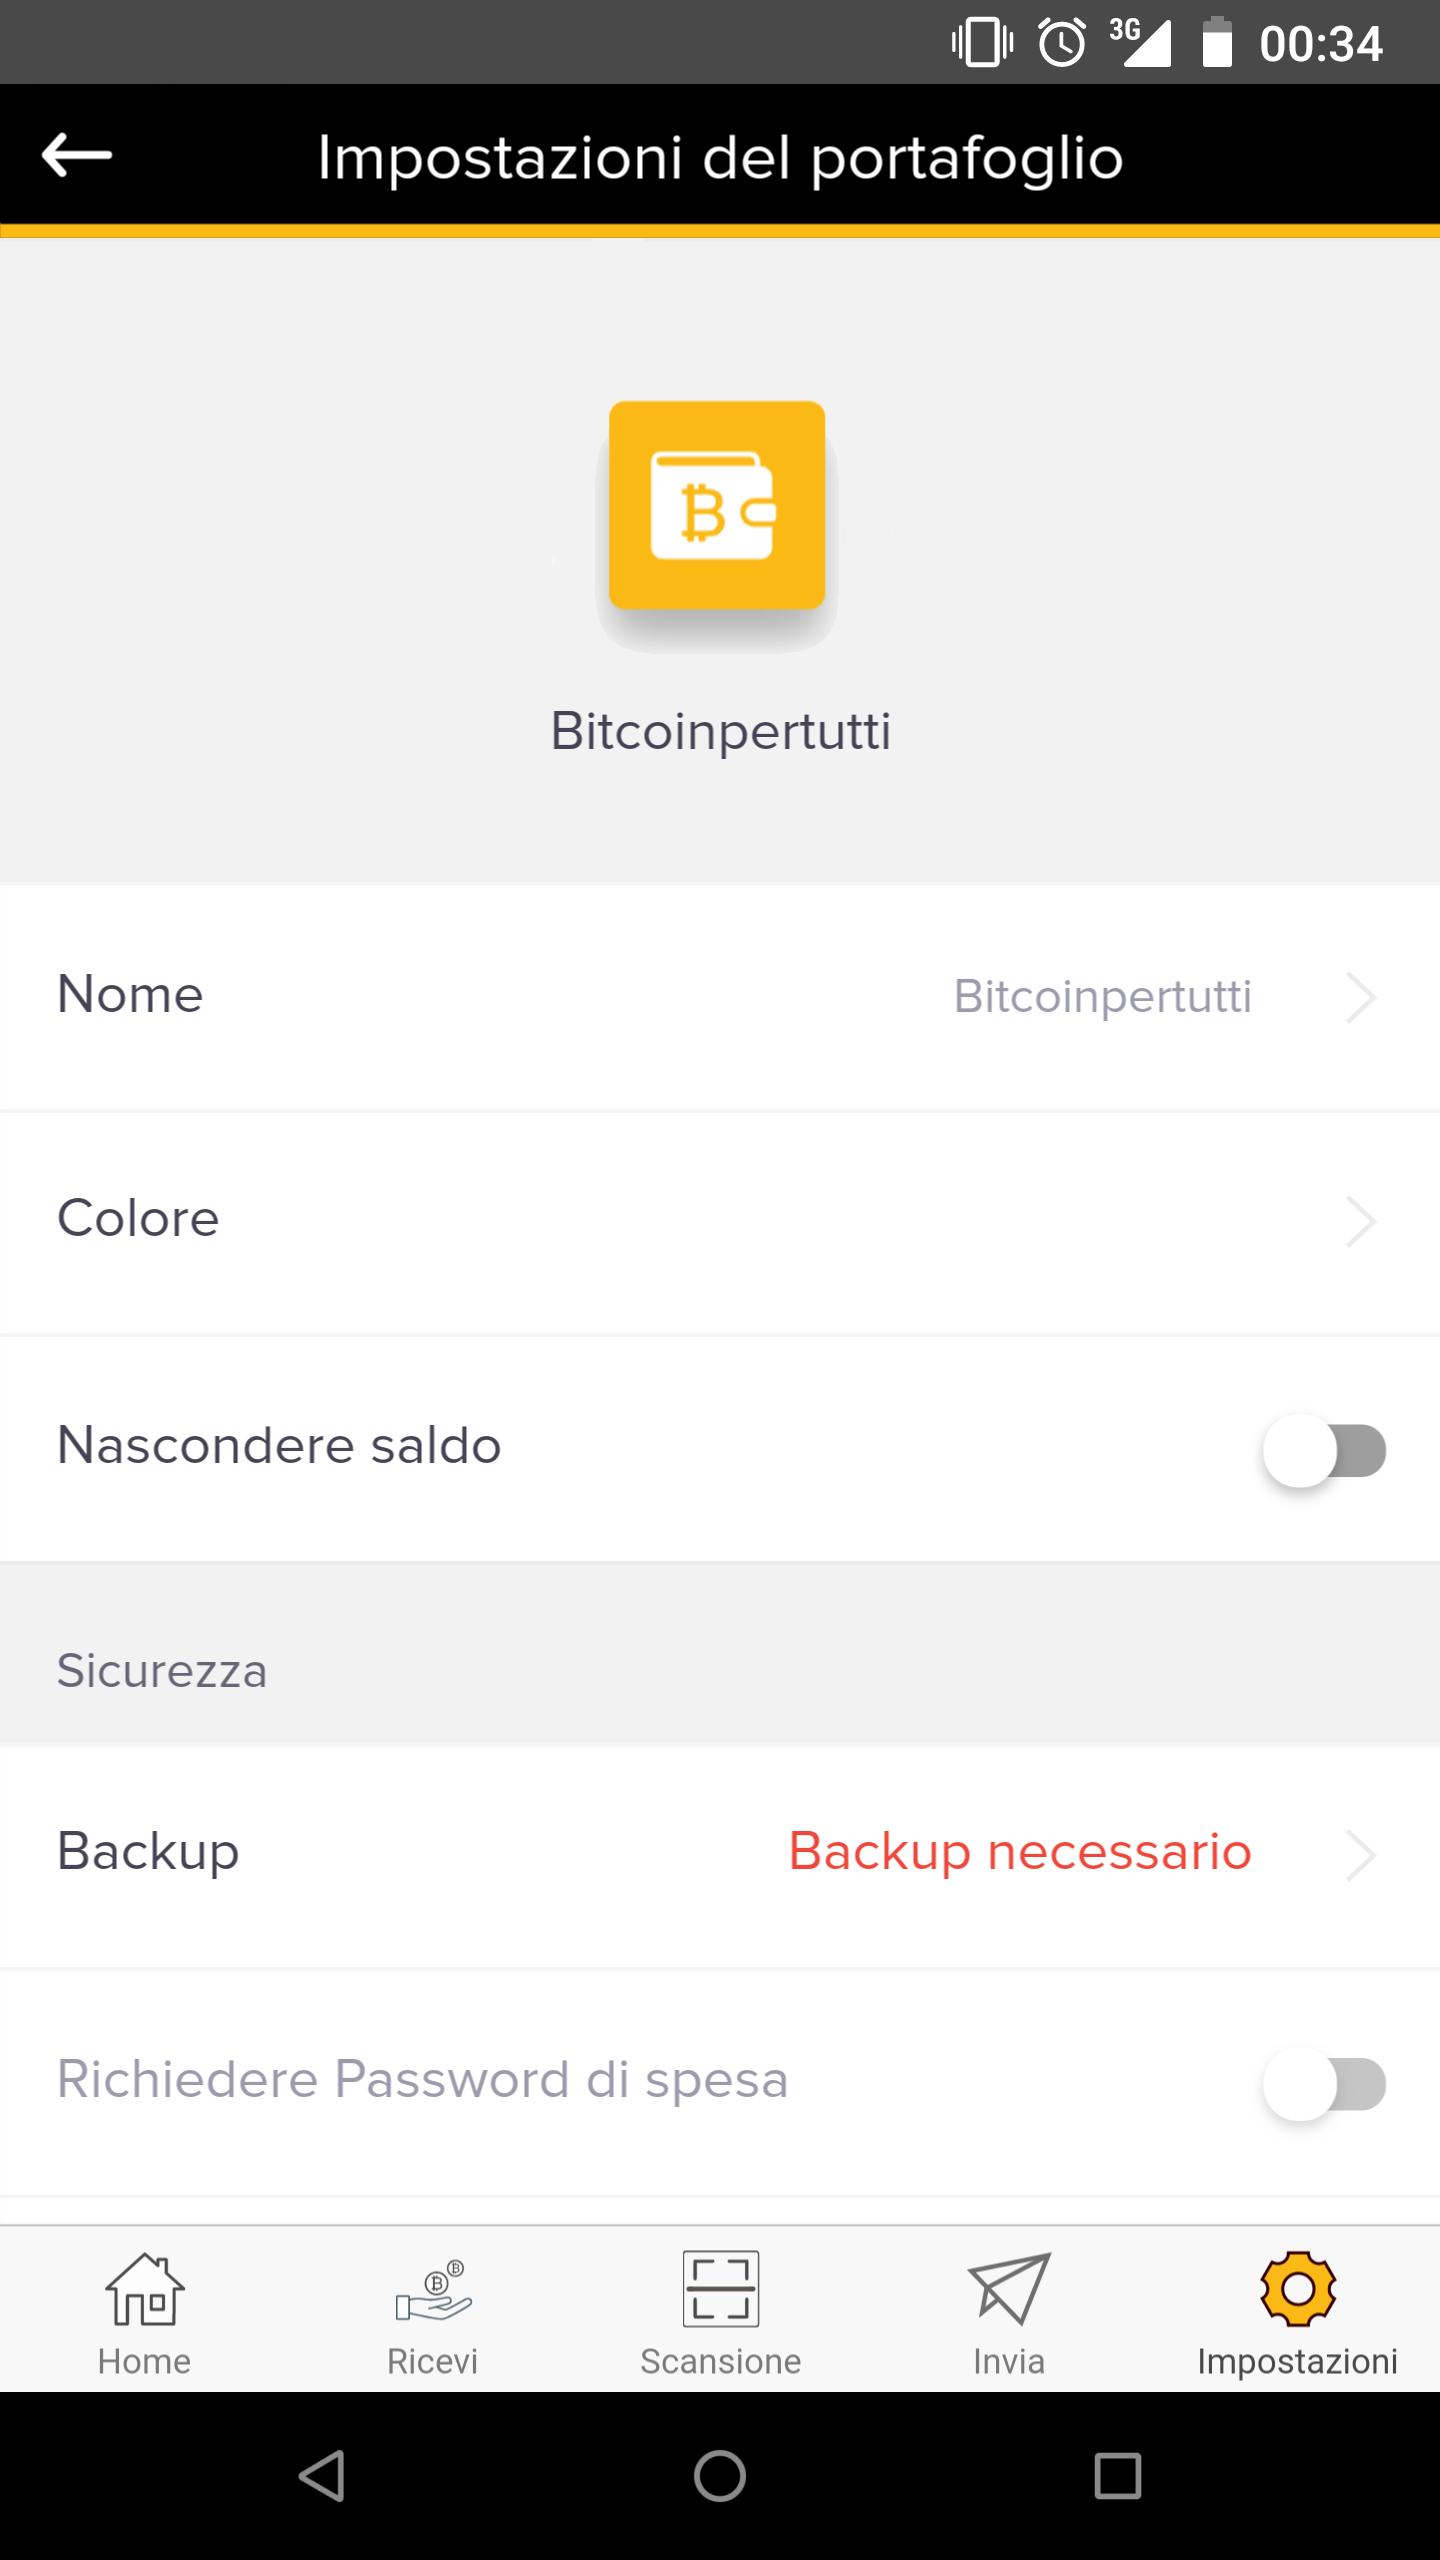 3G 00:34
Impostazioni del portafoglio
Bitcoinpertutti
Nome Bitcoinpertutti
Colore
Nascondere saldo
Sicurezza
Backup Backup necessario
Richiedere Password di spesa
Home Ricevi Scansione Invia Impostazioni